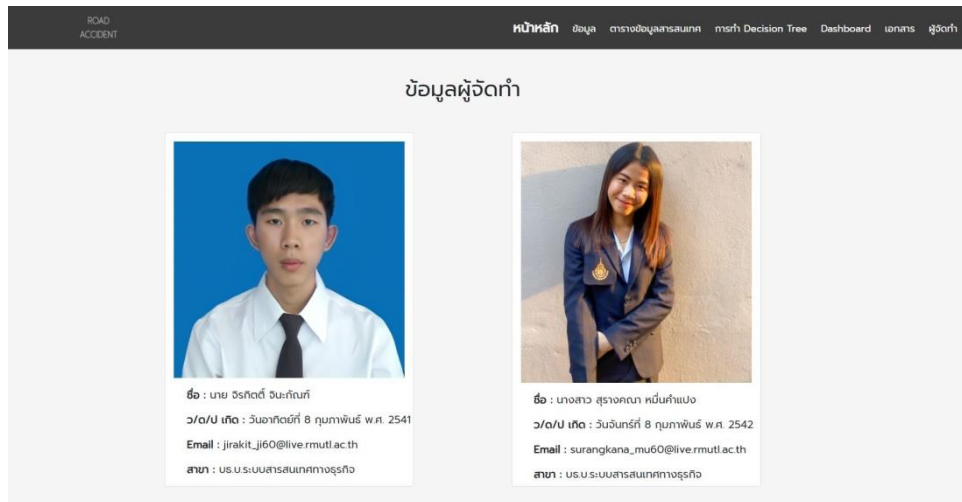 ROAD
ACCIDENT
หน้าหลัก ข้อมูล ตารางข้อมูลสารสนเทศ การทำ Decision Tree Dashboard เอกสาร ผู้จัดทำ
ข้อมูลผู้จัดทำ
ชื่อ : นาย จิรกิตติ์ จินะกัณฑ์
ว/ด/ป เกิด : วันอาทิตย์ที่ 8 กุมภาพันธ์ พ.ศ. 2541
Email : jirakit_ji60@live.rmutl.ac.th
สาขา : บธ.บ.ระบบสารสนเทศทางธุรกิจ
ชื่อ : นางสาว สุรางคณา หมื่นคำแปง
ว/ด/ป เกิด : วันจันทร์ที่ 8 กุมภาพันธ์ พ.ศ. 2542
Email : surangkana_mu60@live.rmutl.ac.th
สาขา : บธ.บ.ระบบสารสนเทศทางธุรกิจ